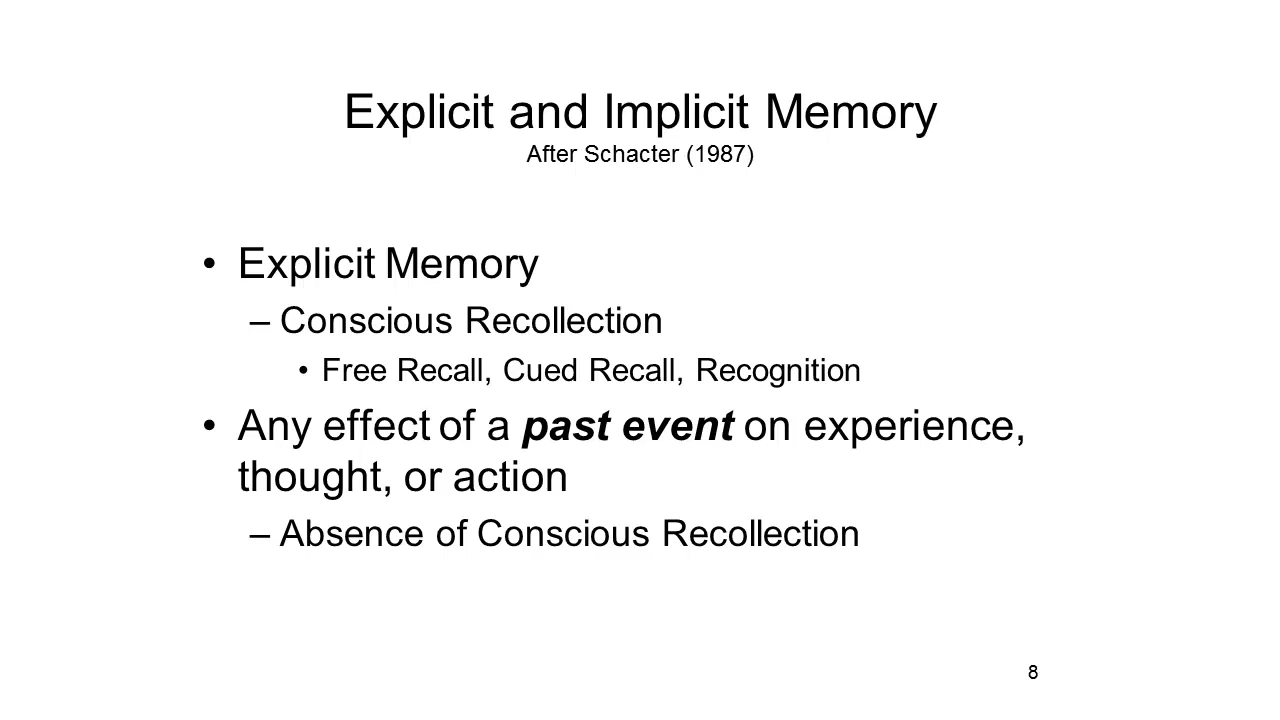 Explicit and Implicit Memory
After Schacter (1987)
• Explicit Memory
– Conscious Recollection
• Free Recall, Cued Recall, Recognition
• Any effect of a past event on experience,
thought, or action
– Absence of Conscious Recollection
8